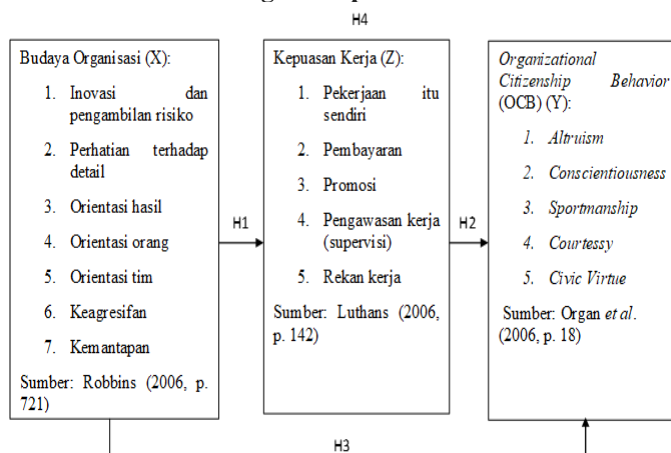 H4
Budaya Organisasi (X):
1. Inovasi dan
pengambilan risiko
2. Perhatian terhadap
detail
3. Orientasi hasil
4. Orientasi orang
5. Orientasi tim
6. Keagresifan
7. Kemantapan
Sumber: Robbins (2006, p.
721)
H1
Kepuasan Kerja (Z):
1. Pekerjaan itu
sendiri
2. Pembayaran
3. Promosi
4. Pengawasan kerja
(supervisi)
5. Rekan kerja
Sumber: Luthans (2006,
p. 142)
H2
Organizational
Citizenship Behavior
(OCB) (Y):
1. Altruism
2. Conscientiousness
3. Sportmanship
4. Courtessy
5. Civic Virtue
Sumber: Organ et al.
(2006, p. 18)
H3